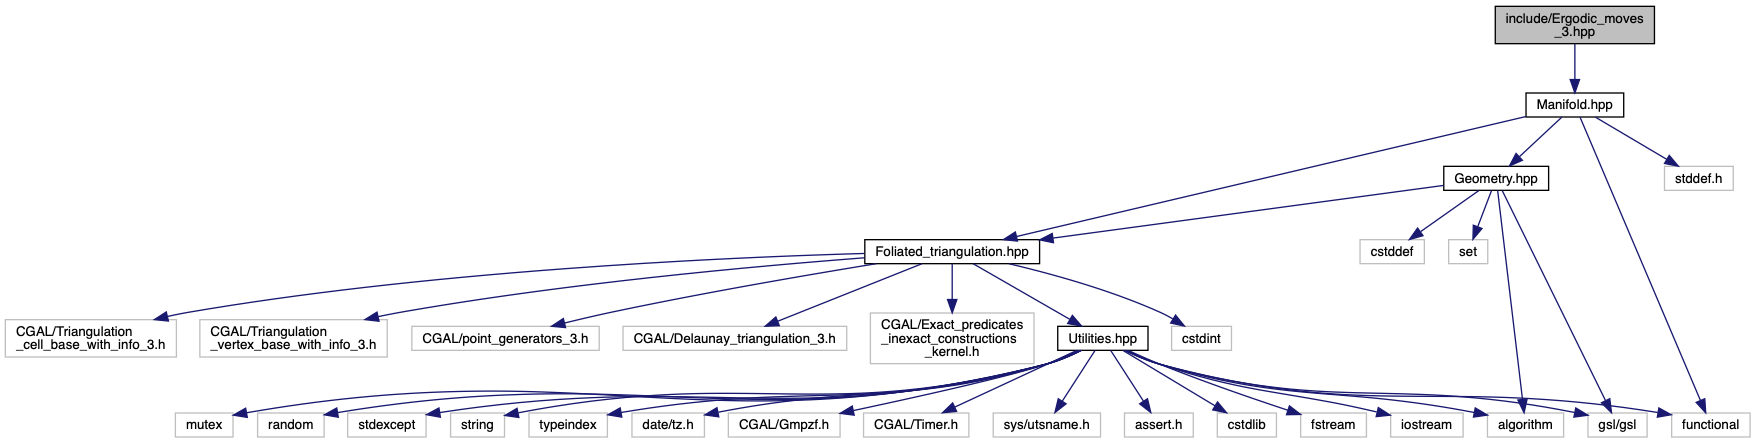 include/Ergodic_moves
_3.hpp
Manifold.hpp
Geometry.hpp
stddef.h
Foliated_triangulation.hpp
cstddef
set
CGAL/Triangulation
_cell_base_with_info_3.h
CGAL/Triangulation
_vertex_base_with_info_3.h
CGAL/point_generators_3.h
CGAL/Delaunay_triangulation_3.h
CGAL/Exact_predicates
_inexact_constructions
_kernel.h
Utilities.hpp
cstdint
mutex
random
stdexcept
string
typeindex
date/tz.h
CGAL/Gmpzf.h
CGAL/Timer.h
sys/utsname.h
assert.h
cstdlib
fstream
iostream
algorithm
gsl/gsl
functional